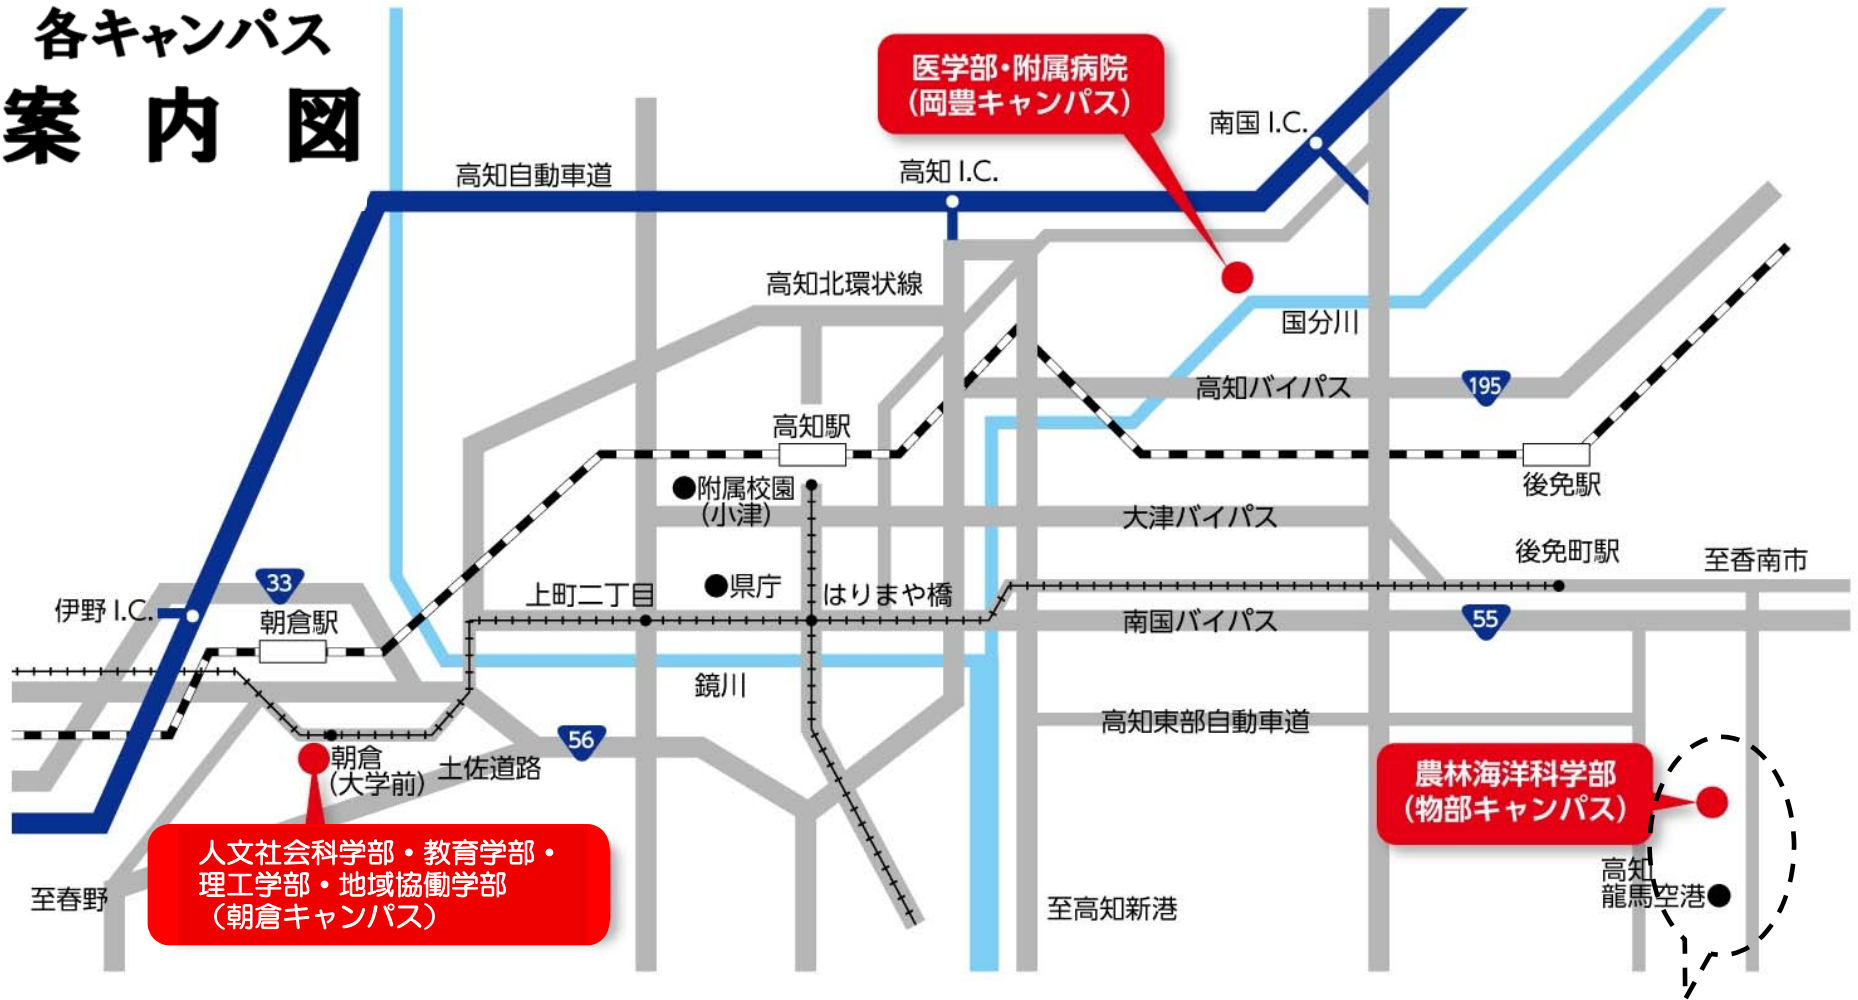 各キャンパス
案内図
医学部・附属病院
(岡豊キャンパス)
南国 I.C.
高知自動車道
高知 I.C.
高知北環状線
国分川
高知バイパス
195
高知駅
後免駅
附属校園
(小津)
大津バイパス
後免町駅
至香南市
33
県庁
上町二丁目
はりまや橋
伊野 I.C.
朝倉駅
南国バイパス
55
鏡川
高知東部自動車道
56
朝倉
(大学前)
土佐道路
農林海洋科学部
(物部キャンパス)
人文社会科学部・教育学部・
理工学部・地域協働学部
(朝倉キャンパス)
至春野
高知
龍馬空港
至高知新港